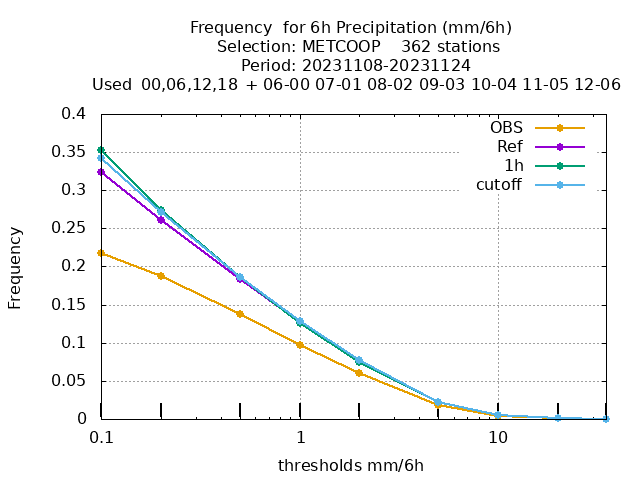 Frequency for 6h Precipitation (mm/6h)
Selection: METCOOP 362 stations
Period: 20231108-20231124
Used 00,06,12,18 + 06-00 07-01 08-02 09-03 10-04 11-05 12-06
0.4
0.35
0.3
0.25
0.2
0.15
0.1
0.05
0
Frequency
OBS
Ref
1h
cutoff
0.1 1 10
thresholds mm/6h